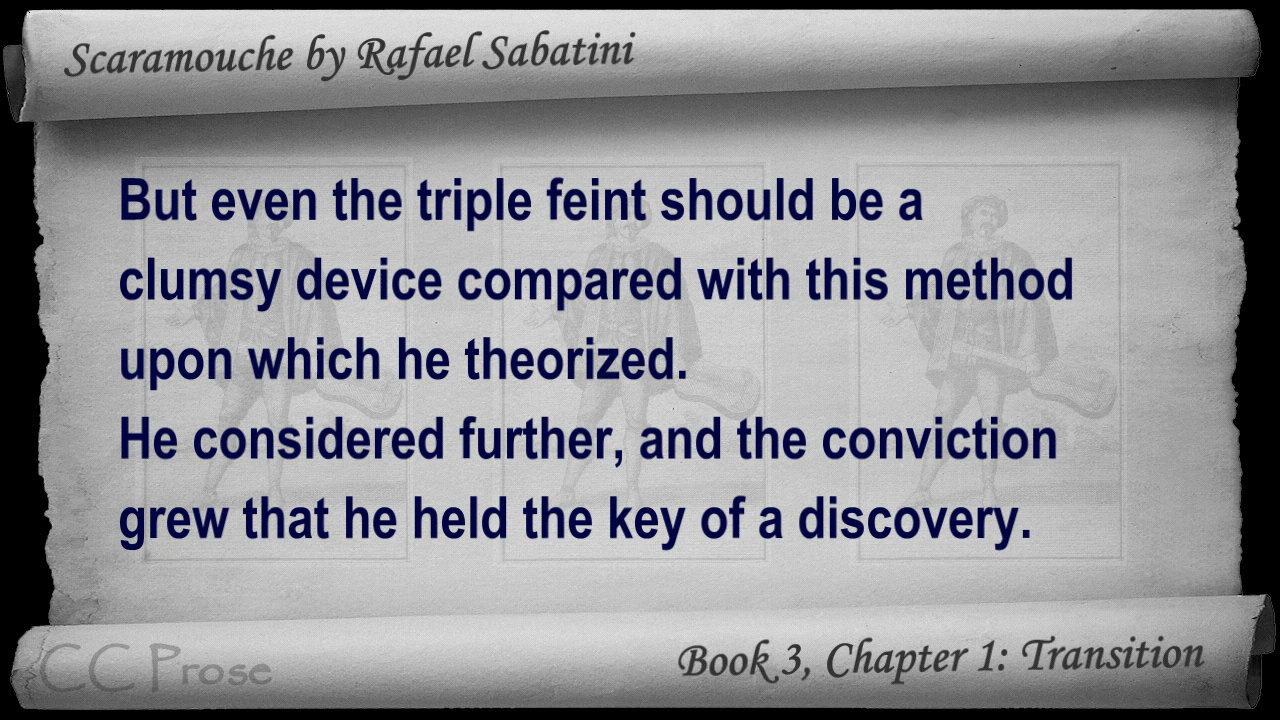 Scaramouche by Rafael Sabatini
But even the triple feint should be a
clumsy device compared with this method
upon which he theorized.
He considered further, and the conviction
grew that he held the key of a discovery.
CC Prose
Book 3, Chapter 1: Transition